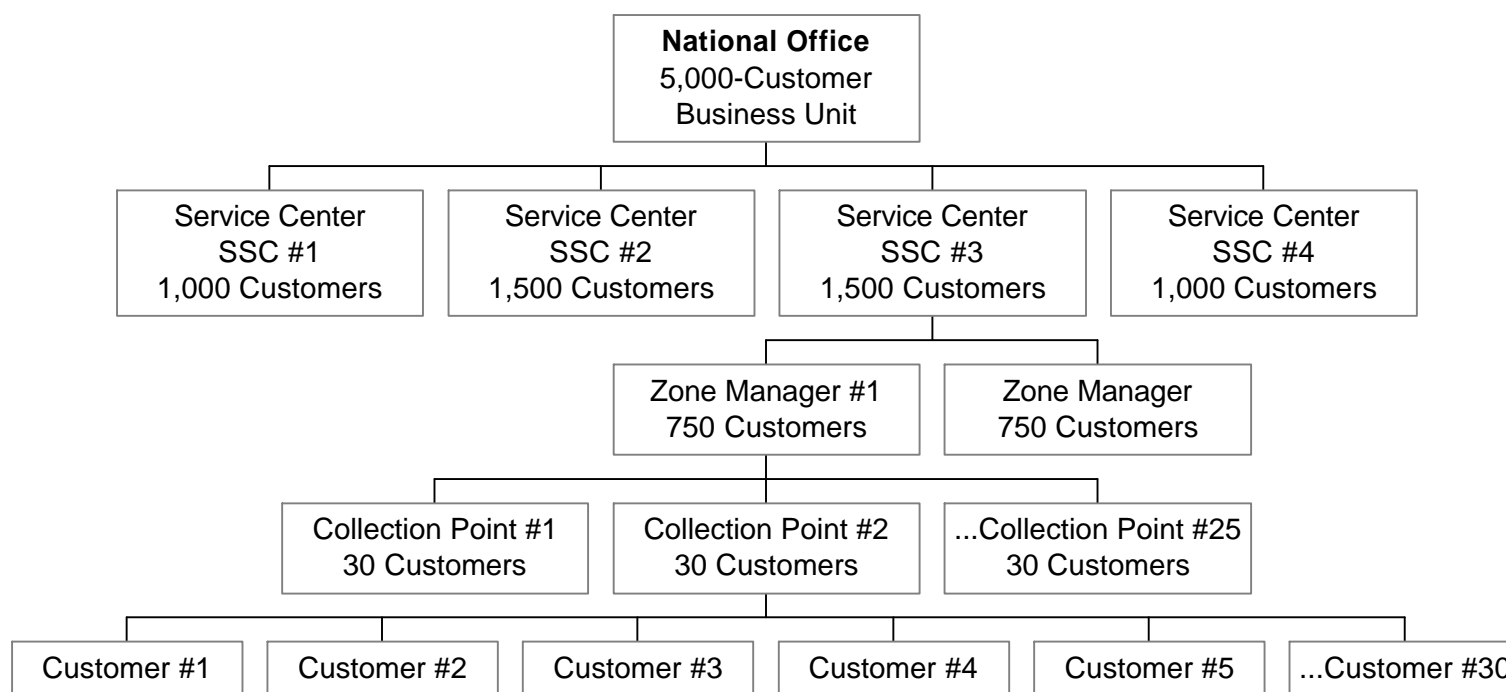 National Office
5,000-Customer
Business Unit
Service Center
SSC #1
1,000 Customers
Service Center
SSC #2
1,500 Customers
Service Center
SSC #3
1,500 Customers
Service Center
SSC #4
1,000 Customers
Zone Manager #1
750 Customers
Zone Manager
750 Customers
Collection Point #1
30 Customers
Collection Point #2
30 Customers
...Collection Point #25
30 Customers
Customer #1
Customer #2
Customer #3
Customer #4
Customer #5
...Customer #30